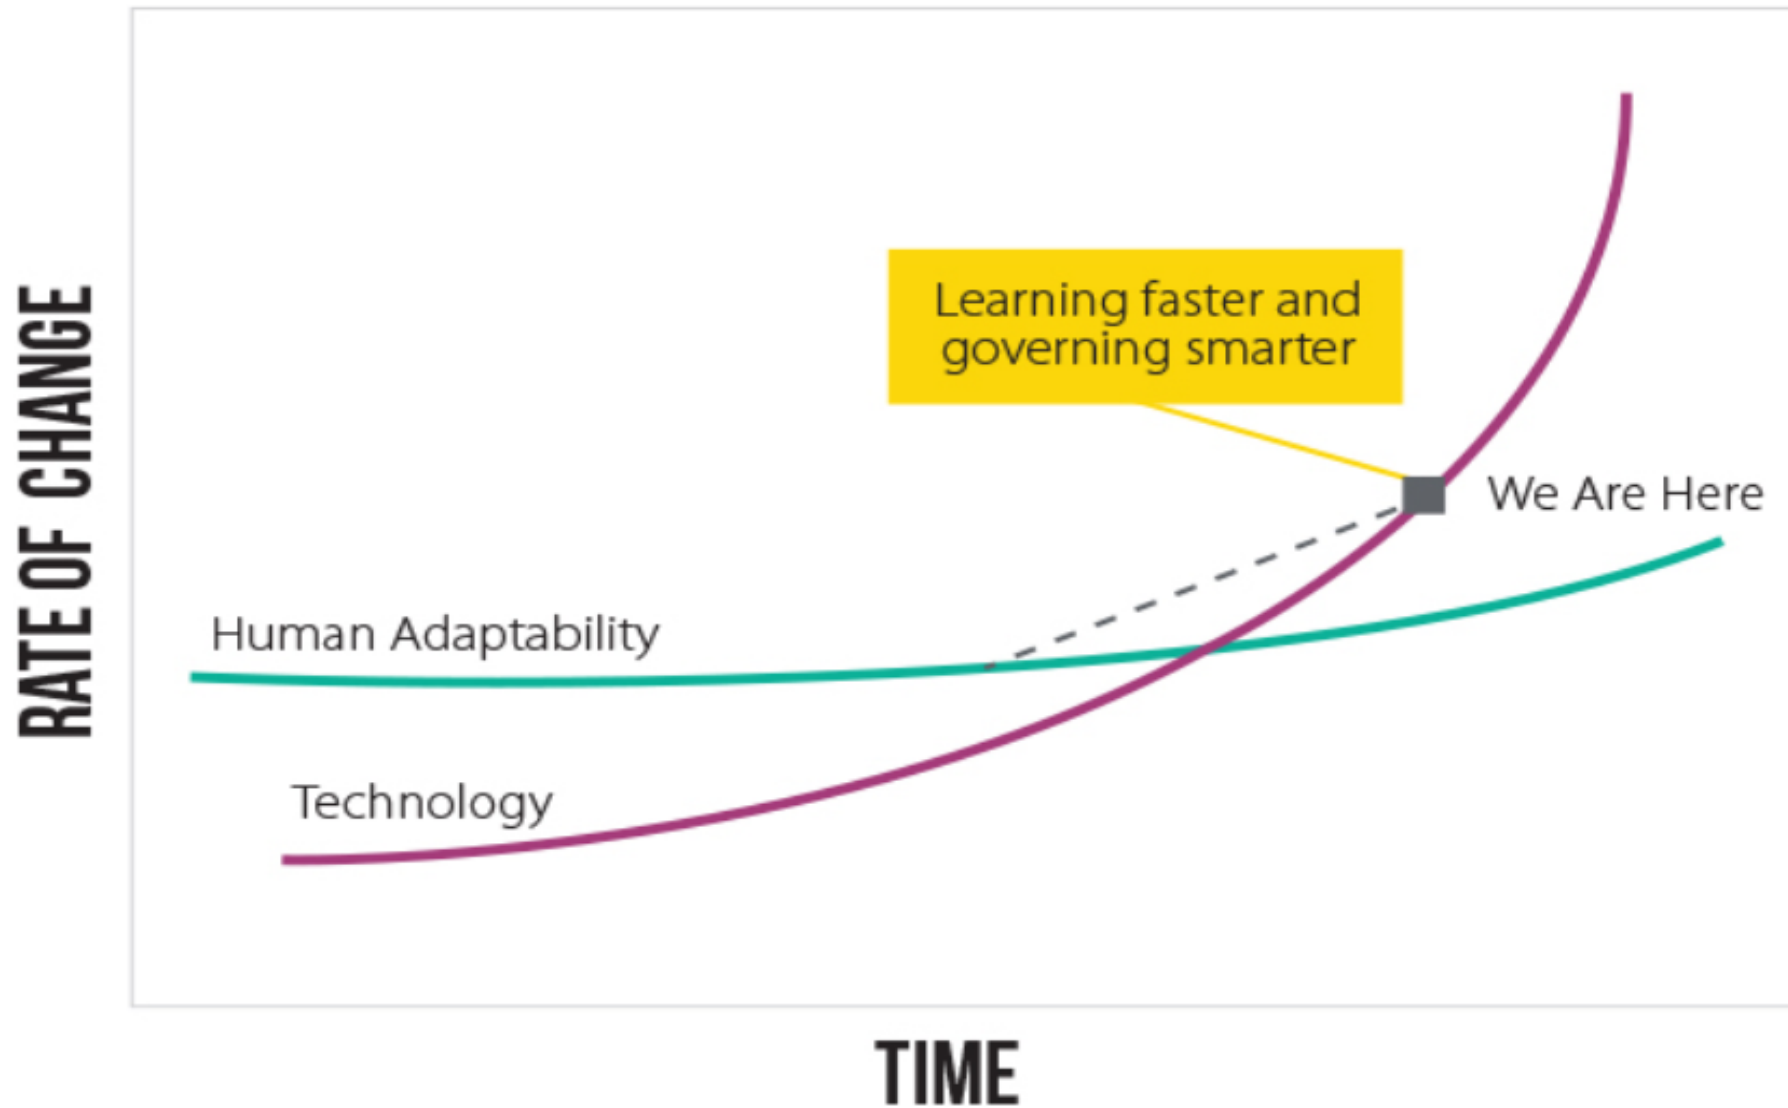 RATE OF CHANGE
Learning faster and
governing smarter
We Are Here
Human Adaptability
Technology
TIME